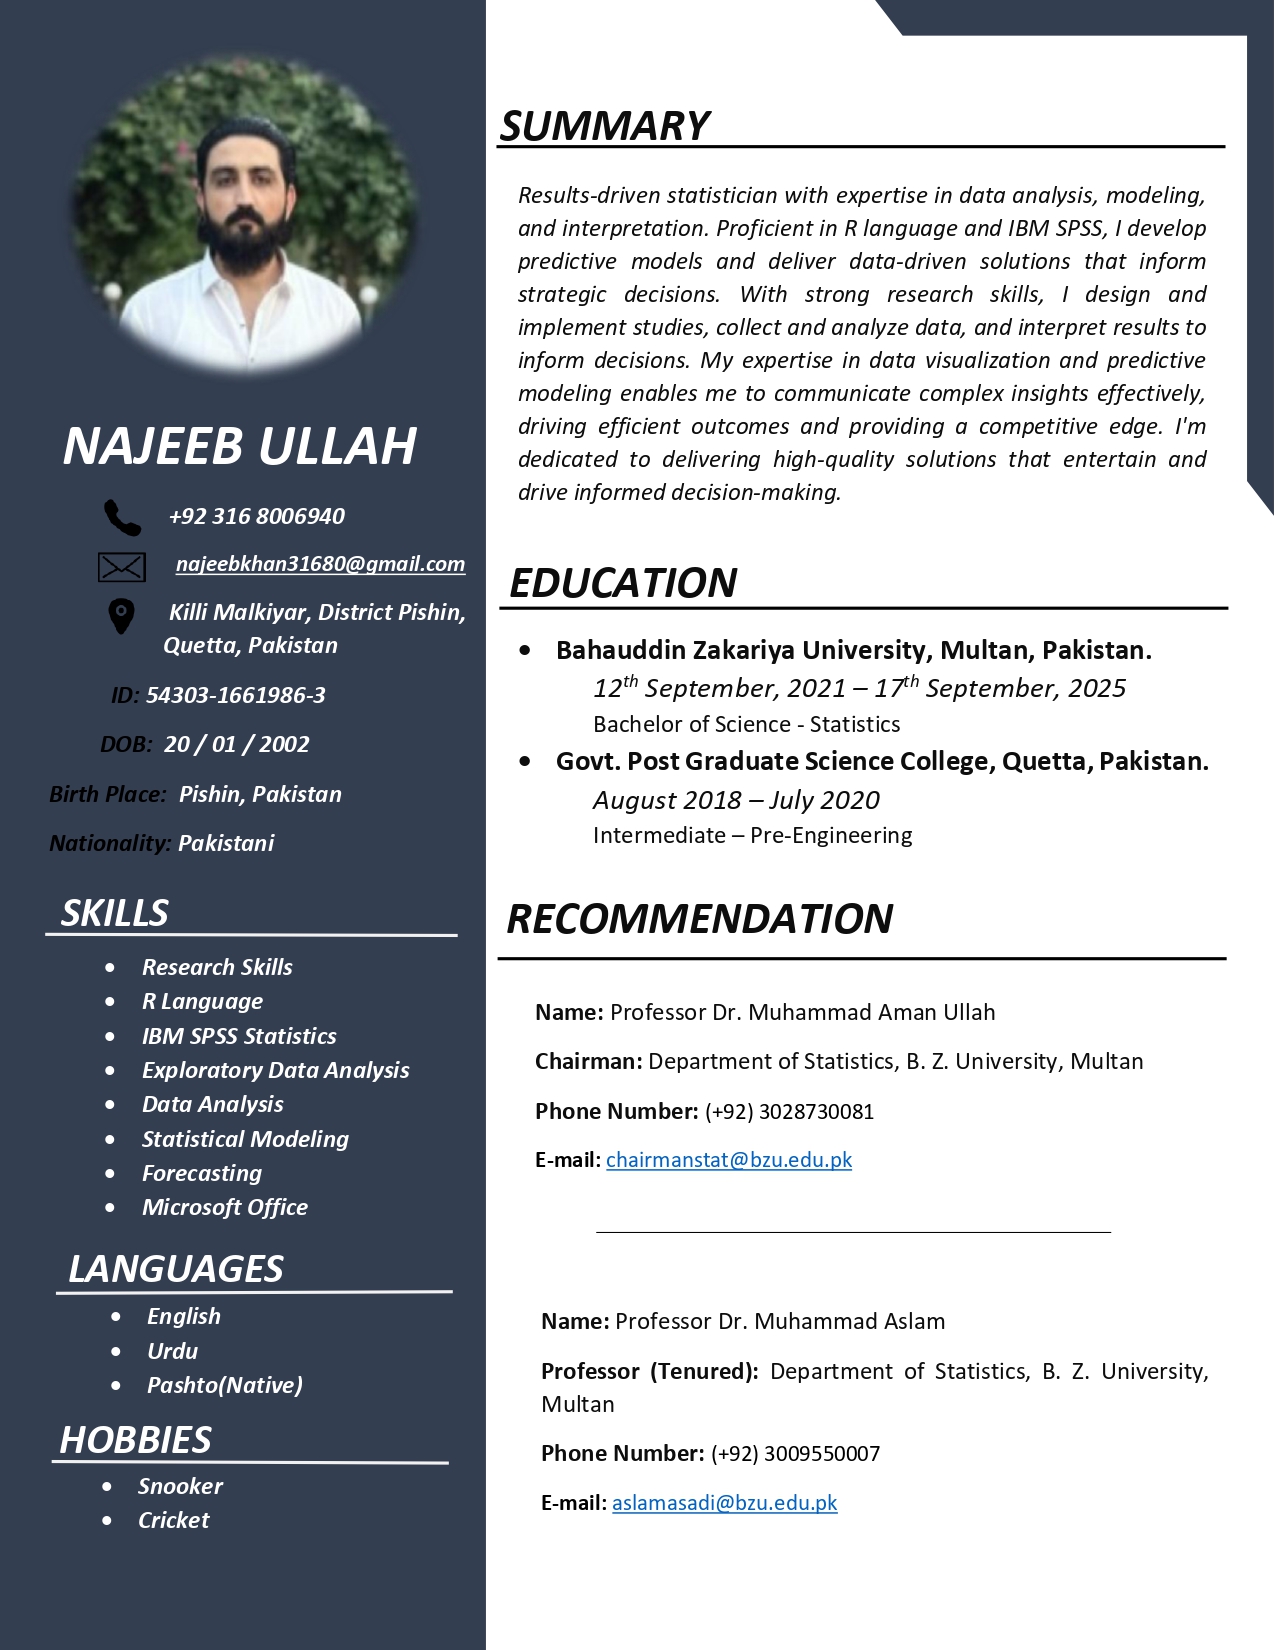 NAJEEB ULLAH
+92 316 8006940
najeebkhan31680@gmail.com
Killi Malkiyar, District Pishin,
Quetta, Pakistan
ID: 54303-1661986-3
DOB: 20 / 01 / 2002
Birth Place: Pishin, Pakistan
Nationality: Pakistani
SKILLS
• Research Skills
• R Language
• IBM SPSS Statistics
• Exploratory Data Analysis
• Data Analysis
• Statistical Modeling
• Forecasting
• Microsoft Office
LANGUAGES
• English
• Urdu
• Pashto(Native)
HOBBIES
• Snooker
• Cricket
SUMMARY
Results-driven statistician with expertise in data analysis, modeling,
and interpretation. Proficient in R language and IBM SPSS, I develop
predictive models and deliver data-driven solutions that inform
strategic decisions. With strong research skills, I design and
implement studies, collect and analyze data, and interpret results to
inform decisions. My expertise in data visualization and predictive
modeling enables me to communicate complex insights effectively,
driving efficient outcomes and providing a competitive edge. I'm
dedicated to delivering high-quality solutions that entertain and
drive informed decision-making.
EDUCATION
• Bahauddin Zakariya University, Multan, Pakistan.
12th September, 2021 – 17th September, 2025
Bachelor of Science - Statistics
• Govt. Post Graduate Science College, Quetta, Pakistan.
August 2018 – July 2020
Intermediate – Pre-Engineering
RECOMMENDATION
Name: Professor Dr. Muhammad Aman Ullah
Chairman: Department of Statistics, B. Z. University, Multan
Phone Number: (+92) 3028730081
E-mail: chairmanstat@bzu.edu.pk
Name: Professor Dr. Muhammad Aslam
Professor (Tenured): Department of Statistics, B. Z. University,
Multan
Phone Number: (+92) 3009550007
E-mail: aslamasadi@bzu.edu.pk